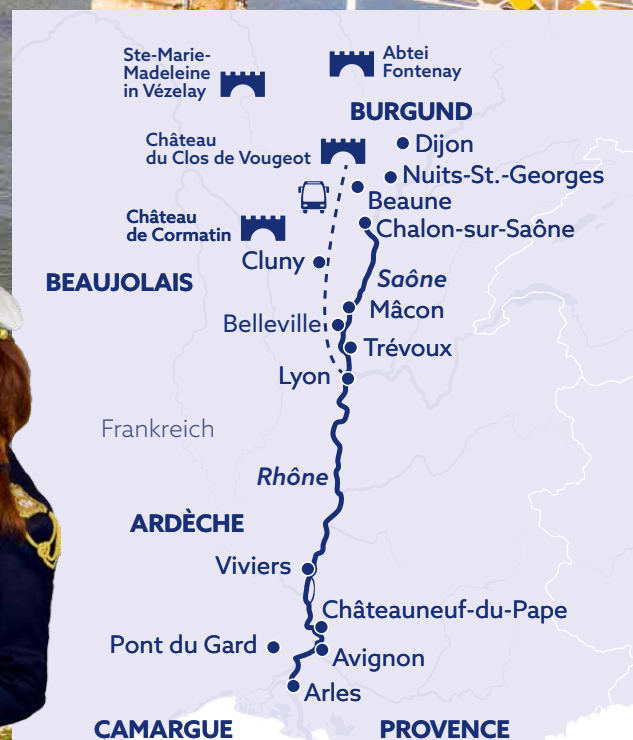 Ste-Marie-
Madeleine
in Vézelay
Abtei
Fontenay
BURGUND
Dijon
Château
du Clos de Vougeot
Nuits-St.-Georges
Beaune
Château
de Cormatin
Chalon-sur-Saône
Cluny
BEAUJOLAIS
Saône
Mâcon
Belleville
Trévoux
Lyon
Frankreich
Rhône
ARDÈCHE
Viviers
Châteauneuf-du-Pape
Pont du Gard
Avignon
Arles
CAMARGUE
PROVENCE